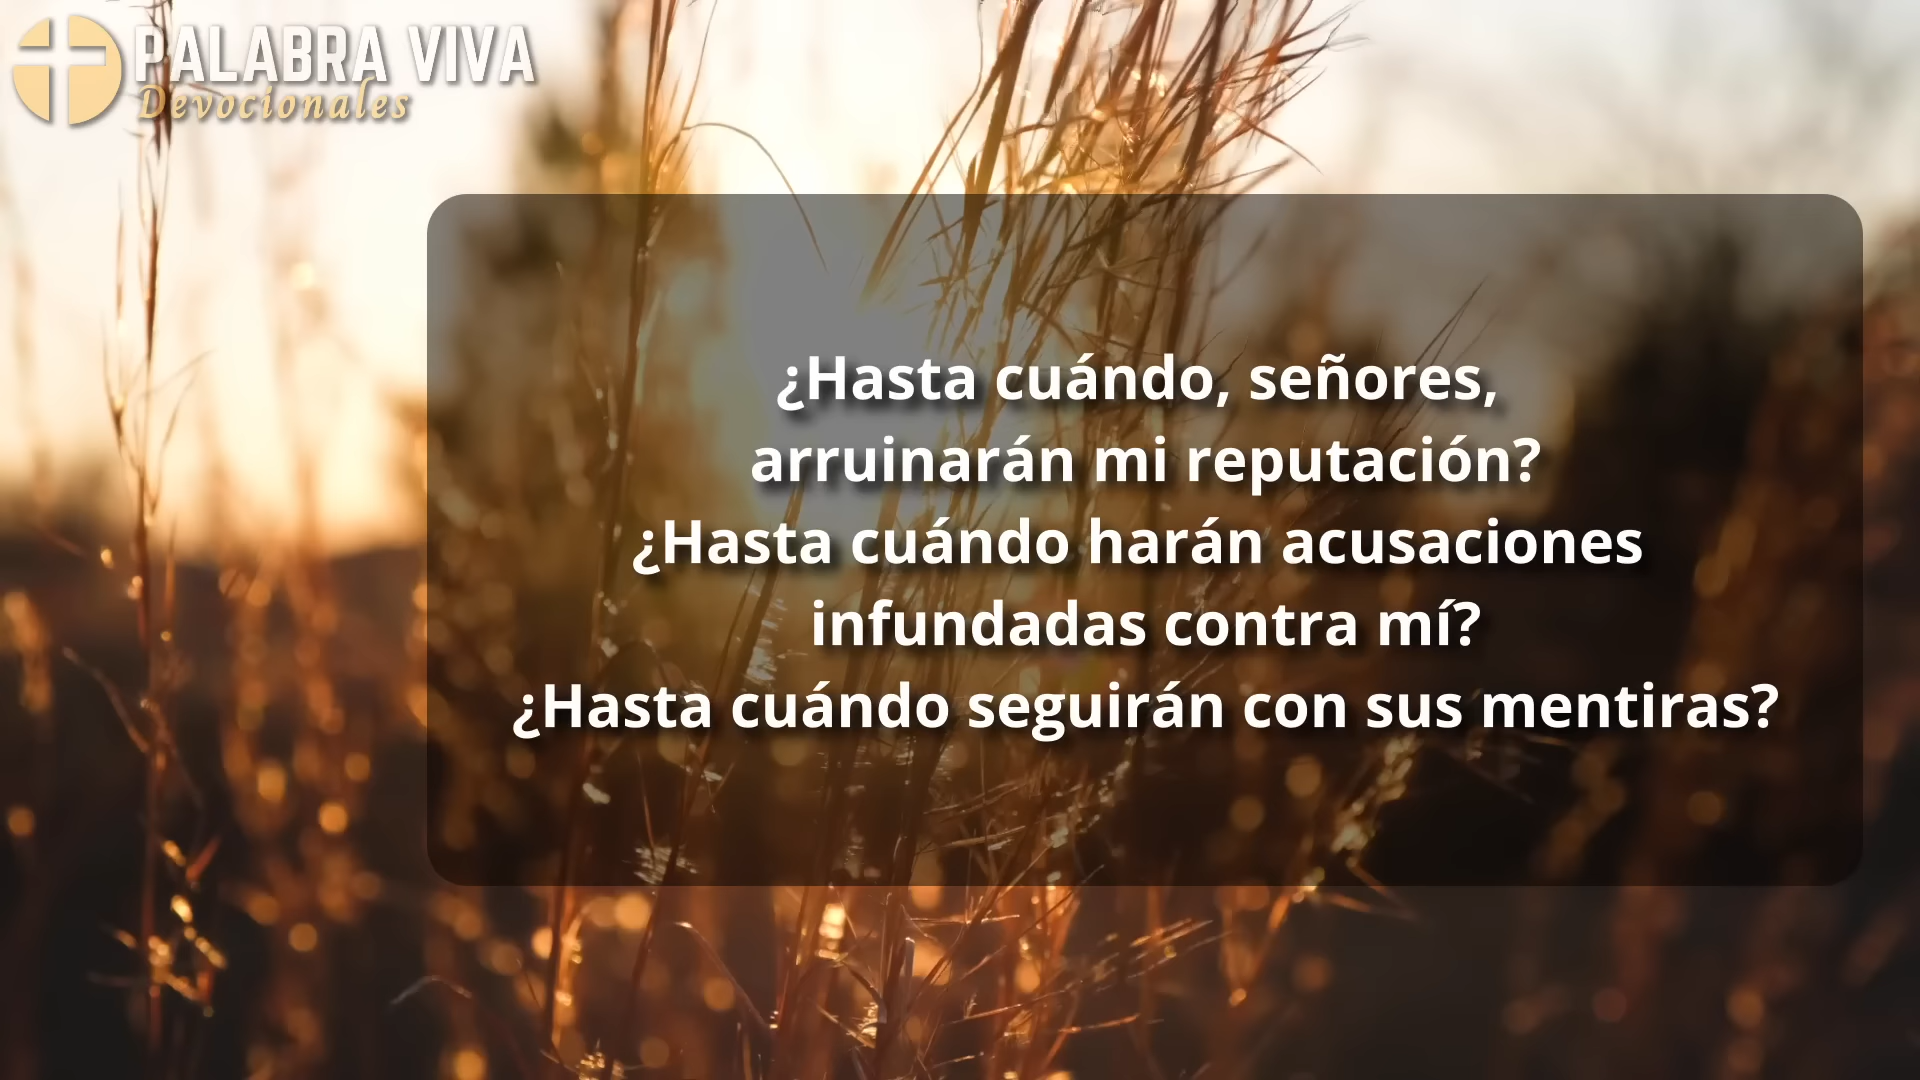 PALABRA VIVA
Devocionales
¿Hasta cuándo, señores,
arruinarán mi reputación?
¿Hasta cuándo harán acusaciones
infundadas contra mí?
¿Hasta cuándo seguirán con sus mentiras?